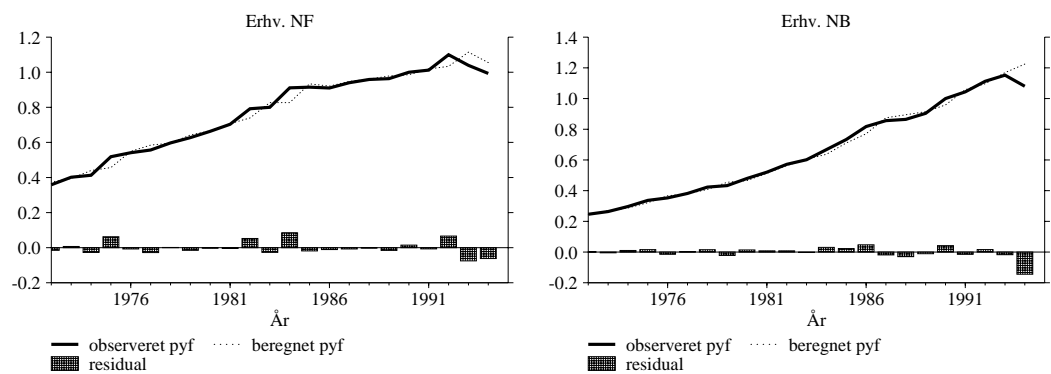 Erhv. NF
1.2
1.0
0.8
0.6
0.4
0.2
0.0
-0.2
1976 1981 1986 1991
År
observeret pyf beregnet pyf
residual
Erhv. NB
1.4
1.2
1.0
0.8
0.6
0.4
0.2
0.0
-0.2
1976 1981 1986 1991
År
observeret pyf beregnet pyf
residual